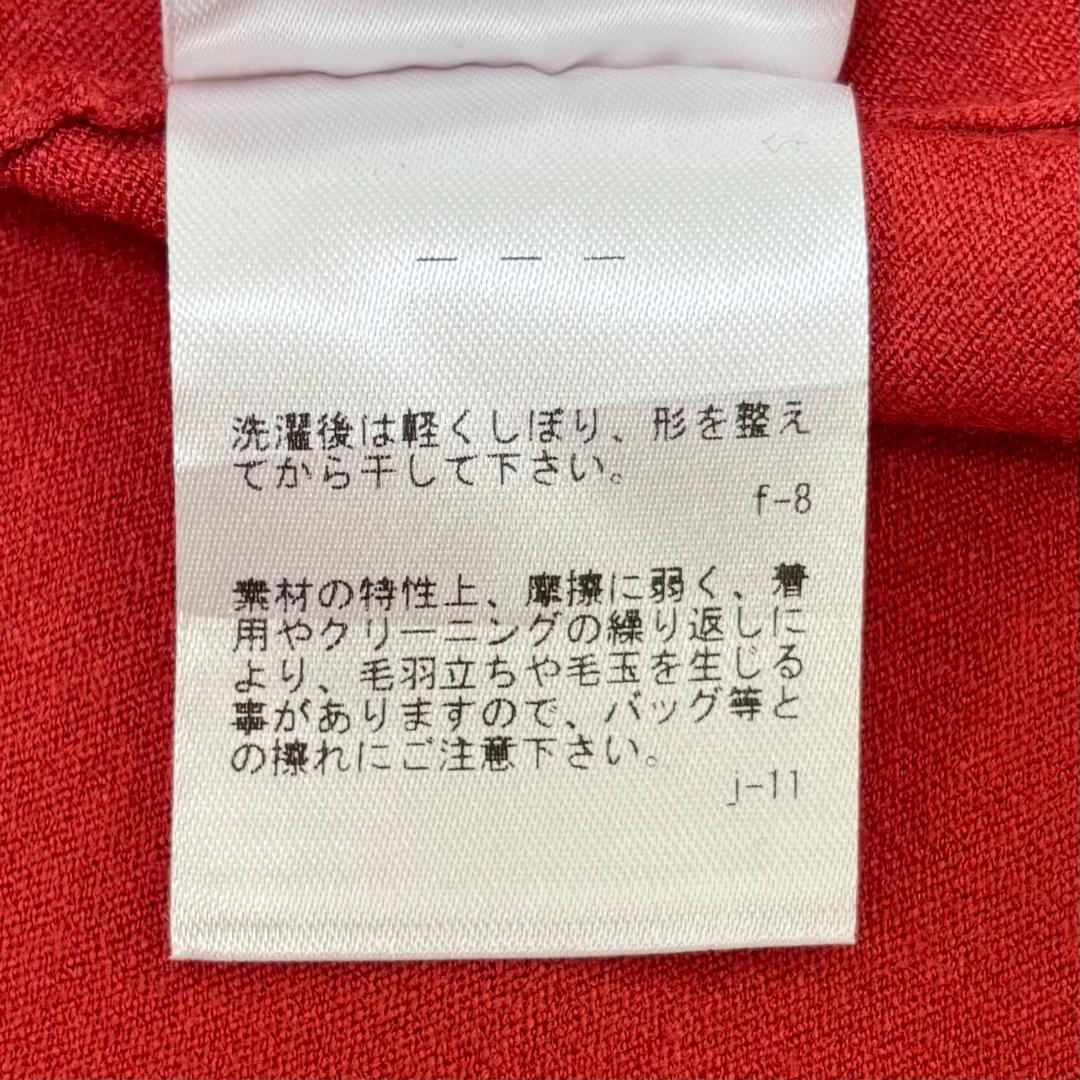 — — —
洗濯後は軽くしぼり、形を整え
てから干して下さい。
f-8
素材の特性上、摩擦に弱く、着
用やクリーニングの繰り返しに
より、毛羽立ちや毛玉を生じる
事がありますので、バッグ等と
の擦れにご注意下さい。
j-11